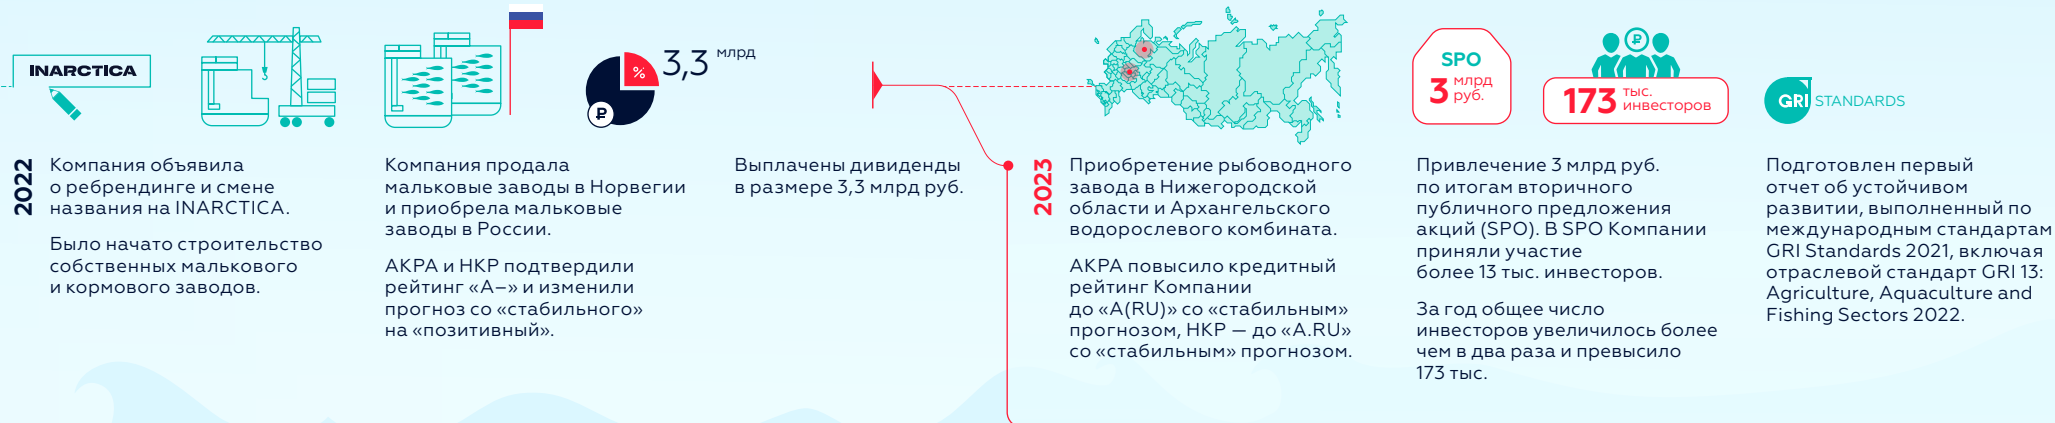 INARCTICA
%
₽
3,3 млрд
SPO
3 млрд
руб.
₽
173 тыс.
инвесторов
GRI STANDARDS
2022
Компания объявила
о ребрендинге и смене
названия на INARCTICA.
Было начато строительство
собственных малькового
и кормового заводов.
Компания продала
мальковые заводы в Норвегии
и приобрела мальковые
заводы в России.
АКРА и НКР подтвердили
рейтинг «А–» и изменили
прогноз со «стабильного»
на «позитивный».
Выплачены дивиденды
в размере 3,3 млрд руб.
2023
Приобретение рыбоводного
завода в Нижегородской
области и Архангельского
водорослевого комбината.
АКРА повысило кредитный
рейтинг Компании
до «A(RU)» со «стабильным»
прогнозом, НКР — до «A.RU»
со «стабильным» прогнозом.
Привлечение 3 млрд руб.
по итогам вторичного
публичного предложения
акций (SPO). В SPO Компании
приняли участие
более 13 тыс. инвесторов.
За год общее число
инвесторов увеличилось более
чем в два раза и превысило
173 тыс.
Подготовлен первый
отчет об устойчивом
развитии, выполненный по
международным стандартам
GRI Standards 2021, включая
отраслевой стандарт GRI 13:
Agriculture, Aquaculture and
Fishing Sectors 2022.